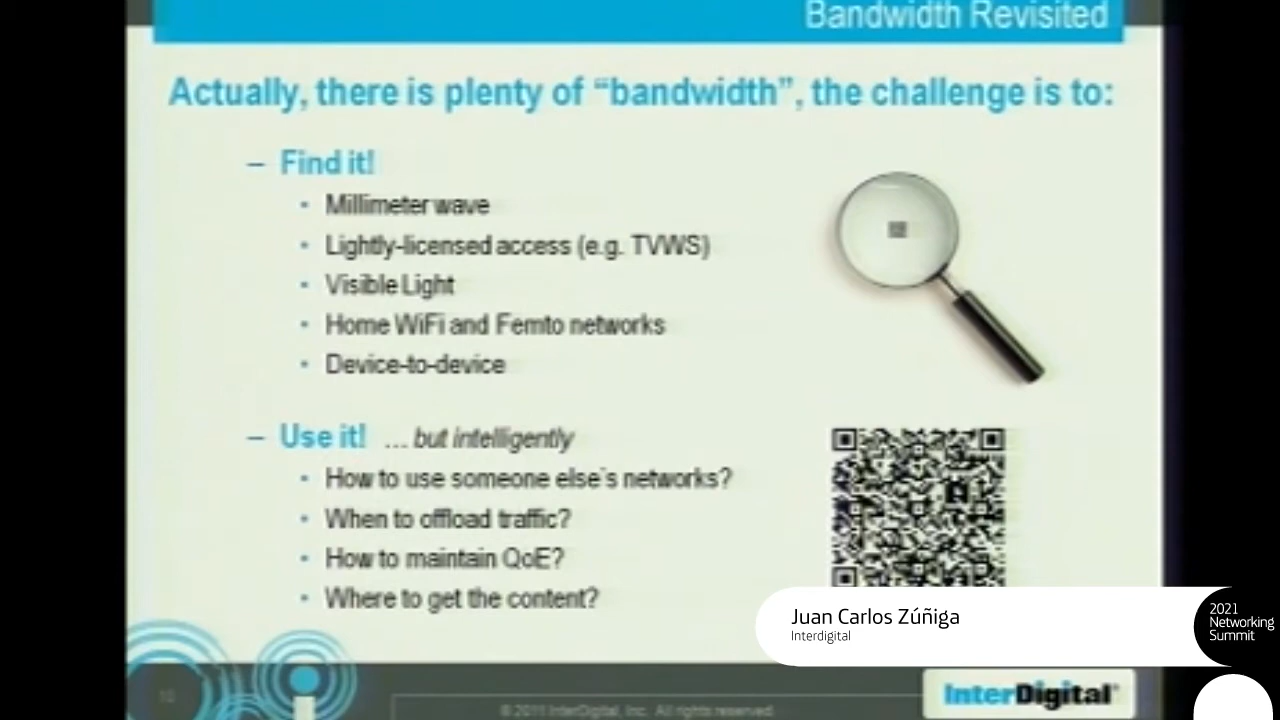 Bandwidth Revisited
Actually, there is plenty of “bandwidth”, the challenge is to:
– Find it!
• Millimeter wave
• Lightly-licensed access (e.g. TVWS)
• Visible Light
• Home WiFi and Femto networks
• Device-to-device
– Use it! … but intelligently
• How to use someone else's networks?
• When to offload traffic?
• How to maintain QoE?
• Where to get the content?
Juan Carlos Zúñiga
Interdigital
2021
Networking
Summit
10
© 2011 InterDigital, Inc. All rights reserved.
InterDigital®